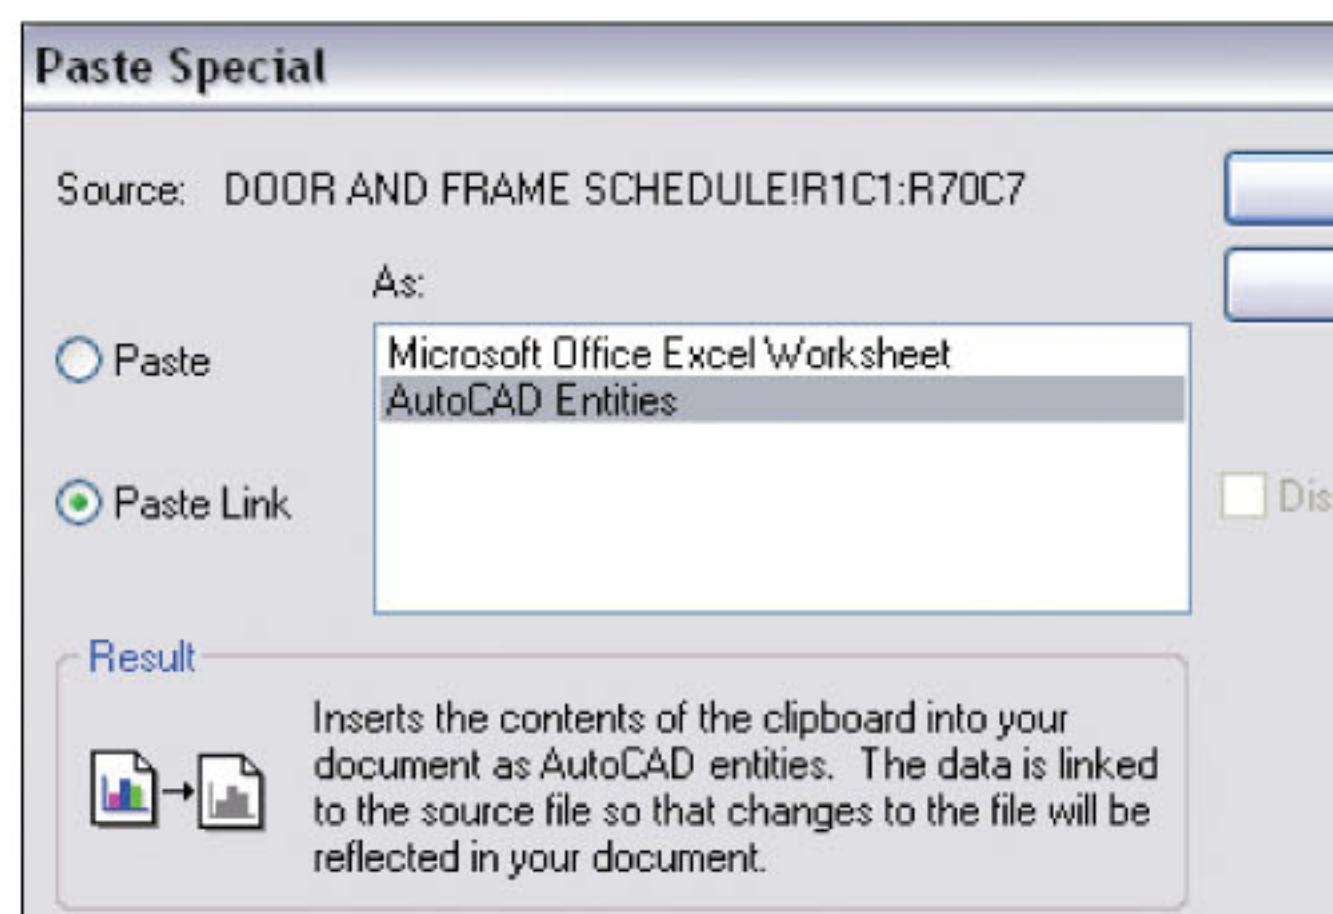 Paste Special
Source: DOOR AND FRAME SCHEDULE!R1C1:R70C7
As:
Paste
Microsoft Office Excel Worksheet
AutoCAD Entities
Paste Link
Dis
Result
Inserts the contents of the clipboard into your
document as AutoCAD entities. The data is linked
to the source file so that changes to the file will be
reflected in your document.